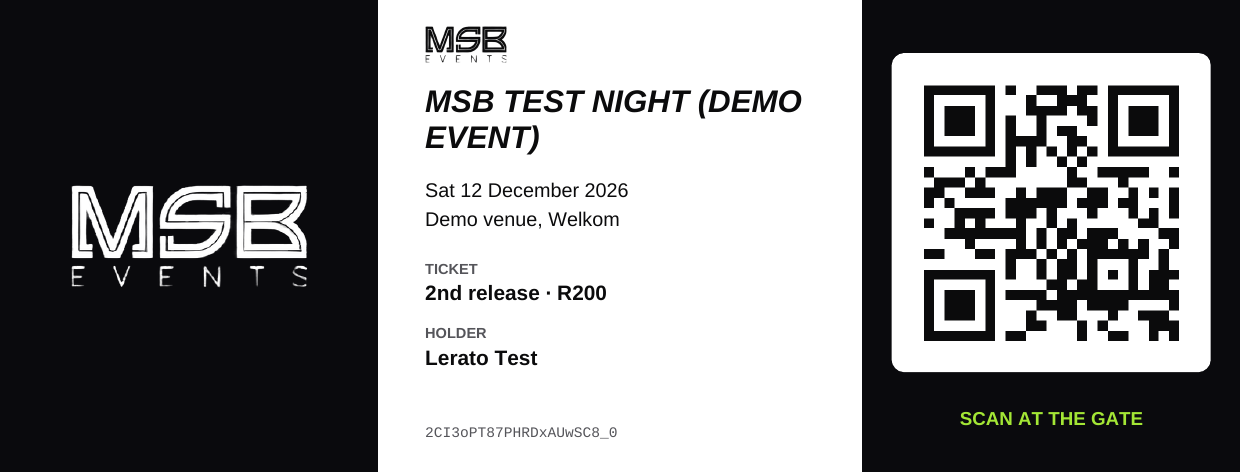 MSB
EVENTS
MSB
EVENTS
MSB TEST NIGHT (DEMO
EVENT)
Sat 12 December 2026
Demo venue, Welkom
TICKET
2nd release · R200
HOLDER
Lerato Test
2CI3oPT87PHRDxAUwSC8_0
SCAN AT THE GATE